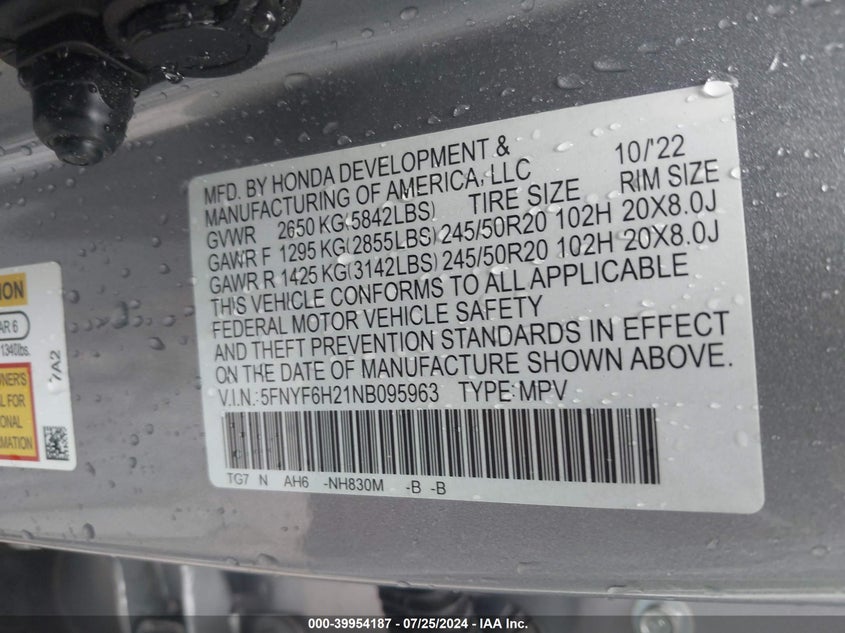 MFD. BY HONDA DEVELOPMENT & 10/'22
MANUFACTURING OF AMERICA, LLC
GVWR 2650 KG(5842LBS) TIRE SIZE RIM SIZE
GAWR F 1295 KG(2855LBS) 245/50R20 102H 20X8.0J
GAWR R 1425 KG(3142LBS) 245/50R20 102H 20X8.0J
THIS VEHICLE CONFORMS TO ALL APPLICABLE
FEDERAL MOTOR VEHICLE SAFETY
AND THEFT PREVENTION STANDARDS IN EFFECT
ON THE DATE OF MANUFACTURE SHOWN ABOVE.
V.I.N.:5FNYF6H21NB095963 TYPE:MPV
TG7 N AH6 -NH830M -B -B
1340lbs.
7A2
FOR
000-39954187 - 07/25/2024 - IAA Inc.